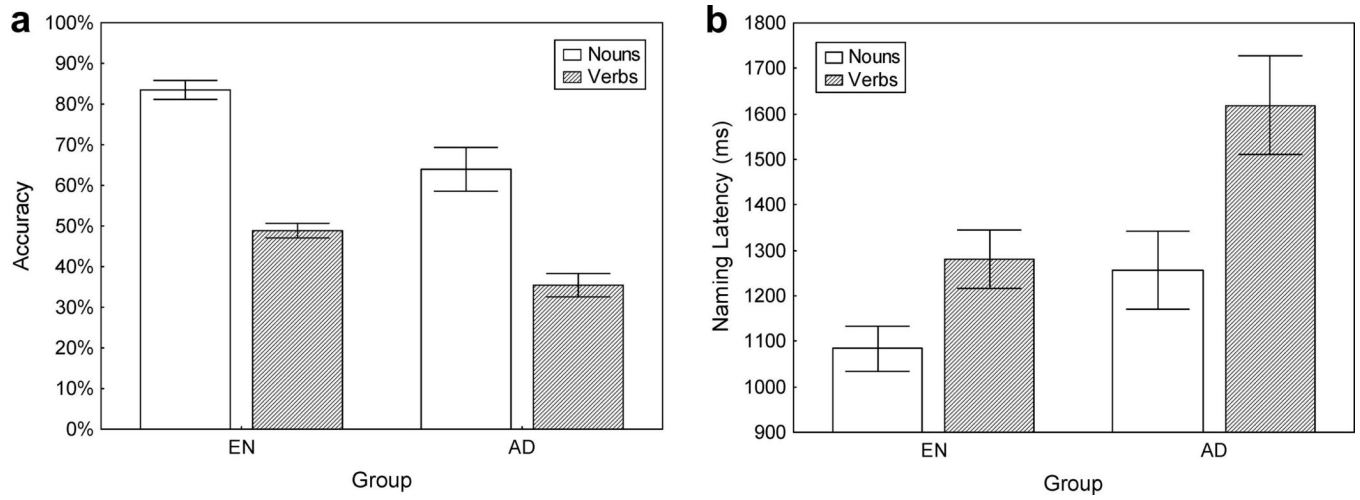 a
100%
90%
80%
70%
60%
50%
40%
30%
20%
10%
0%
Accuracy
Nouns
Verbs
EN
AD
Group
b
1800
1700
1600
1500
1400
1300
1200
1100
1000
900
Naming Latency (ms)
Nouns
Verbs
EN
AD
Group